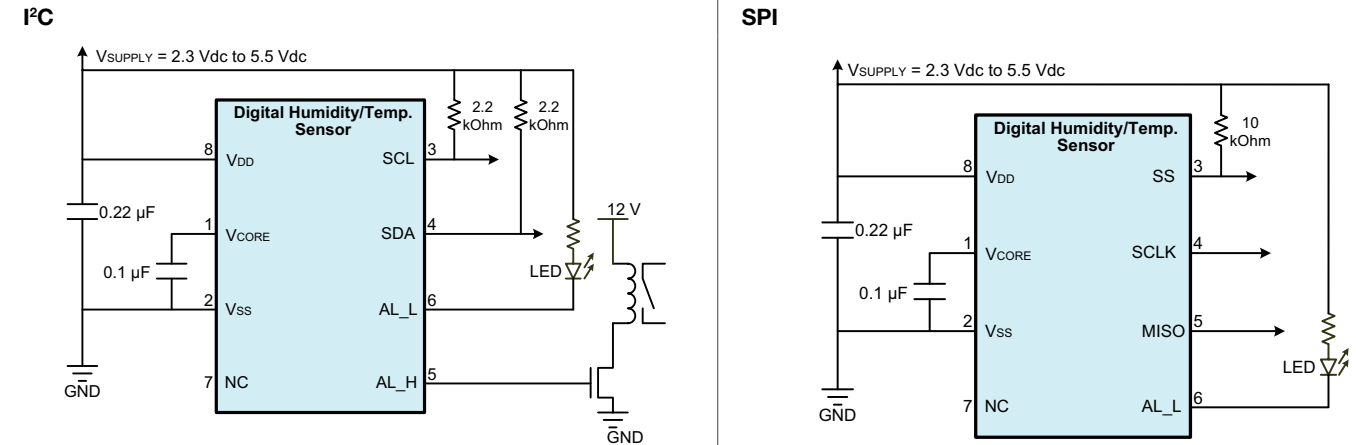 I²C
VSUPPLY = 2.3 Vdc to 5.5 Vdc
Digital Humidity/Temp.
Sensor
2.2
kOhm
2.2
kOhm
8
VDD
SCL
3
0.22 µF
1
VCORE
SDA
4
12 V
0.1 µF
LED
2
VSS
AL_L
6
GND
7
NC
AL_H
5
GND
SPI
VSUPPLY = 2.3 Vdc to 5.5 Vdc
Digital Humidity/Temp.
Sensor
10
kOhm
8
VDD
SS
3
0.22 µF
1
VCORE
SCLK
4
0.1 µF
2
VSS
MISO
5
LED
GND
7
NC
AL_L
6